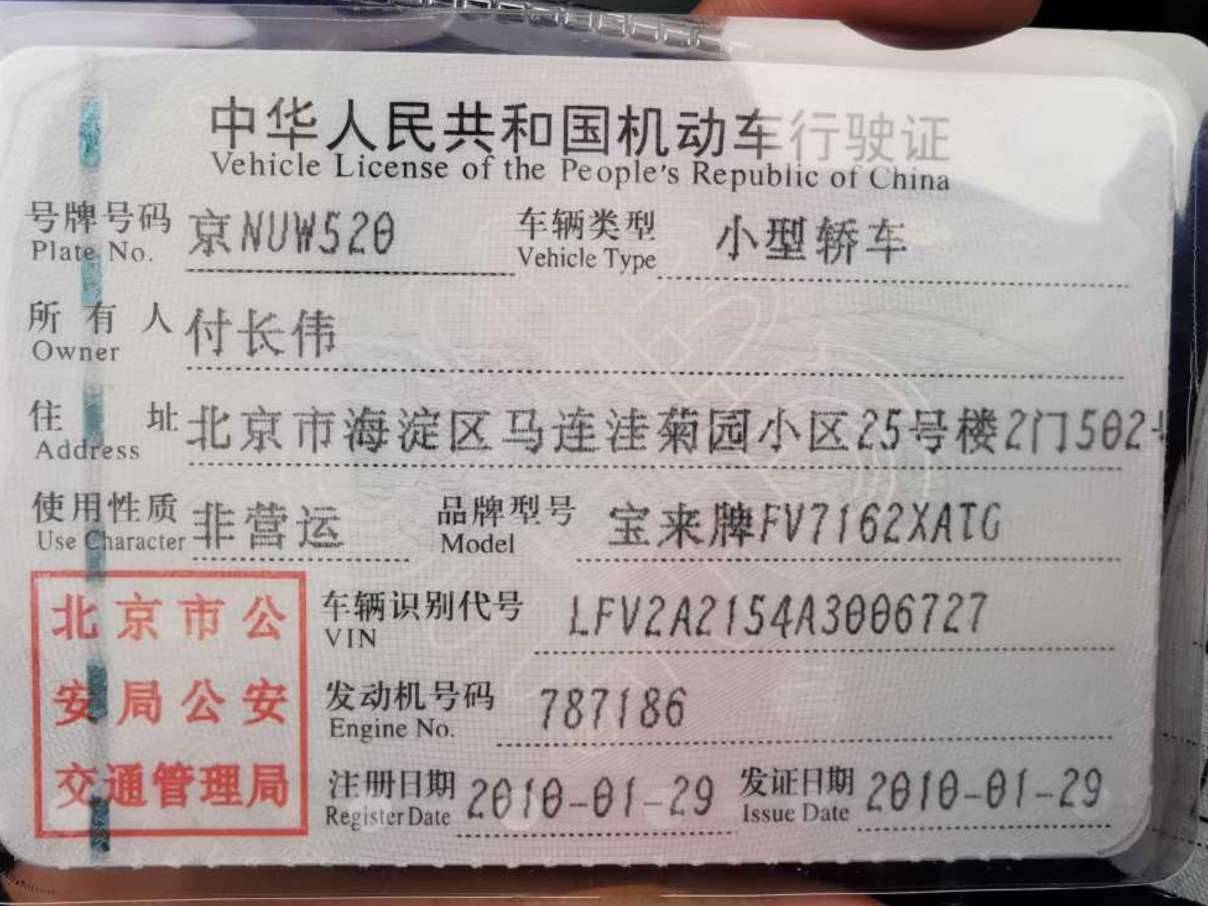 中华人民共和国机动车行驶证
Vehicle License of the People's Republic of China
号牌号码 京NUW520 车辆类型 小型轿车
Plate No. Vehicle Type
所有人 付长伟
Owner
住址 北京市海淀区马连洼菊园小区25号楼2门502
Address
使用性质 非营运 品牌型号 宝来牌FV7162XATG
Use Character Model
北京市公
安局公安
交通管理局
车辆识别代号 LFV2A2154A3006727
VIN
发动机号码 787186
Engine No.
注册日期 2010-01-29 发证日期 2010-01-29
Register Date Issue Date